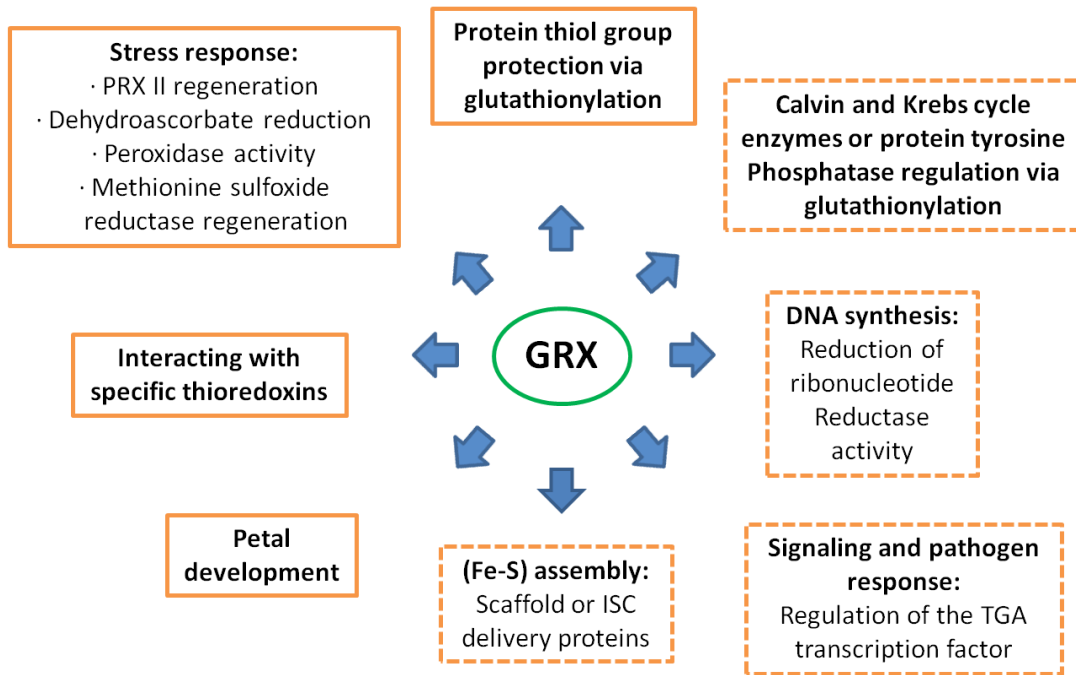 Stress response:
· PRX II regeneration
· Dehydroascorbate reduction
· Peroxidase activity
· Methionine sulfoxide
reductase regeneration
Protein thiol group
protection via
glutathionylation
Calvin and Krebs cycle
enzymes or protein tyrosine
Phosphatase regulation via
glutathionylation
Interacting with
specific thioredoxins
GRX
DNA synthesis:
Reduction of
ribonucleotide
Reductase
activity
Petal
development
(Fe-S) assembly:
Scaffold or ISC
delivery proteins
Signaling and pathogen
response:
Regulation of the TGA
transcription factor